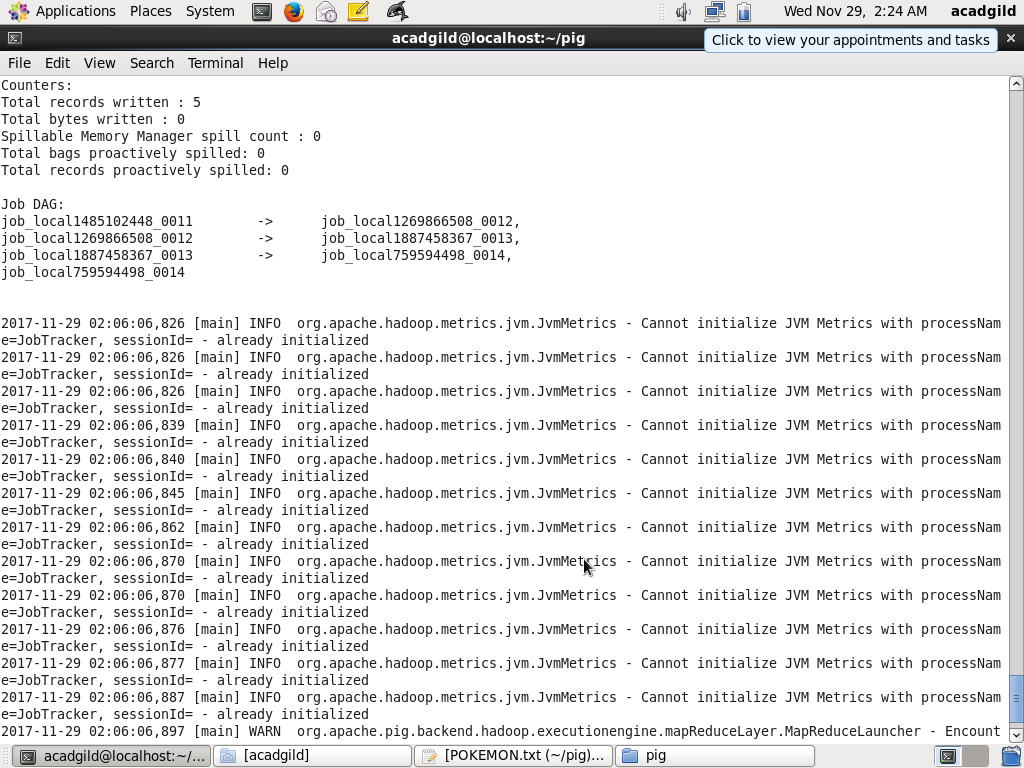 Applications Places System Wed Nov 29, 2:24 AM acadgild
acadgild@localhost:~/pig
Click to view your appointments and tasks
File Edit View Search Terminal Help
Counters:
Total records written : 5
Total bytes written : 0
Spillable Memory Manager spill count : 0
Total bags proactively spilled: 0
Total records proactively spilled: 0
Job DAG:
job_local1485102448_0011 -> job_local1269866508_0012,
job_local1269866508_0012 -> job_local1887458367_0013,
job_local1887458367_0013 -> job_local759594498_0014,
job_local759594498_0014
2017-11-29 02:06:06,826 [main] INFO org.apache.hadoop.metrics.jvm.JvmMetrics - Cannot initialize JVM Metrics with processNam
e=JobTracker, sessionId= - already initialized
2017-11-29 02:06:06,826 [main] INFO org.apache.hadoop.metrics.jvm.JvmMetrics - Cannot initialize JVM Metrics with processNam
e=JobTracker, sessionId= - already initialized
2017-11-29 02:06:06,826 [main] INFO org.apache.hadoop.metrics.jvm.JvmMetrics - Cannot initialize JVM Metrics with processNam
e=JobTracker, sessionId= - already initialized
2017-11-29 02:06:06,839 [main] INFO org.apache.hadoop.metrics.jvm.JvmMetrics - Cannot initialize JVM Metrics with processNam
e=JobTracker, sessionId= - already initialized
2017-11-29 02:06:06,840 [main] INFO org.apache.hadoop.metrics.jvm.JvmMetrics - Cannot initialize JVM Metrics with processNam
e=JobTracker, sessionId= - already initialized
2017-11-29 02:06:06,845 [main] INFO org.apache.hadoop.metrics.jvm.JvmMetrics - Cannot initialize JVM Metrics with processNam
e=JobTracker, sessionId= - already initialized
2017-11-29 02:06:06,862 [main] INFO org.apache.hadoop.metrics.jvm.JvmMetrics - Cannot initialize JVM Metrics with processNam
e=JobTracker, sessionId= - already initialized
2017-11-29 02:06:06,870 [main] INFO org.apache.hadoop.metrics.jvm.JvmMetrics - Cannot initialize JVM Metrics with processNam
e=JobTracker, sessionId= - already initialized
2017-11-29 02:06:06,870 [main] INFO org.apache.hadoop.metrics.jvm.JvmMetrics - Cannot initialize JVM Metrics with processNam
e=JobTracker, sessionId= - already initialized
2017-11-29 02:06:06,876 [main] INFO org.apache.hadoop.metrics.jvm.JvmMetrics - Cannot initialize JVM Metrics with processNam
e=JobTracker, sessionId= - already initialized
2017-11-29 02:06:06,877 [main] INFO org.apache.hadoop.metrics.jvm.JvmMetrics - Cannot initialize JVM Metrics with processNam
e=JobTracker, sessionId= - already initialized
2017-11-29 02:06:06,887 [main] INFO org.apache.hadoop.metrics.jvm.JvmMetrics - Cannot initialize JVM Metrics with processNam
e=JobTracker, sessionId= - already initialized
2017-11-29 02:06:06,897 [main] WARN org.apache.pig.backend.hadoop.executionengine.mapReduceLayer.MapReduceLauncher - Encount
acadgild@localhost:~/... [acadgild] [POKEMON.txt (~/pig)... pig